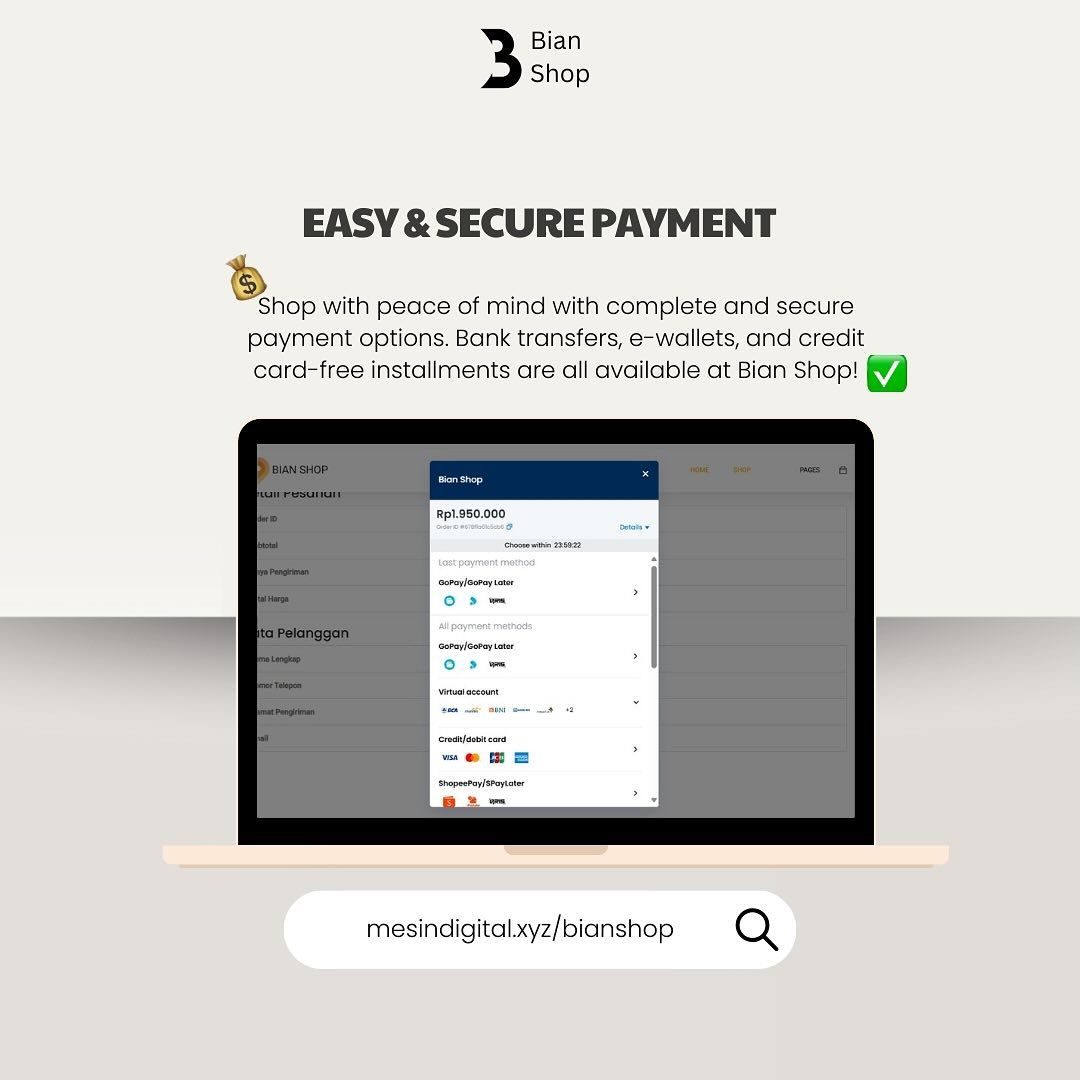 Bian
Shop
EASY & SECURE PAYMENT
Shop with peace of mind with complete and secure
payment options. Bank transfers, e-wallets, and credit
card-free installments are all available at Bian Shop!
BIAN SHOP
HOME
SHOP
PAGES
etail Pesanan
der ID
btotal
aya Pengiriman
tal Harga
ata Pelanggan
ma Lengkap
omor Telepon
amat Pengiriman
mail
Bian Shop
Rp1.950.000
Order ID
Details
Choose within 23:59:22
Last payment method
GoPay/GoPay Later
All payment methods
GoPay/GoPay Later
Virtual account
BCA
BNI
+2
Credit/debit card
VISA
JCB
ShopeePay/SPayLater
mesindigital.xyz/bianshop